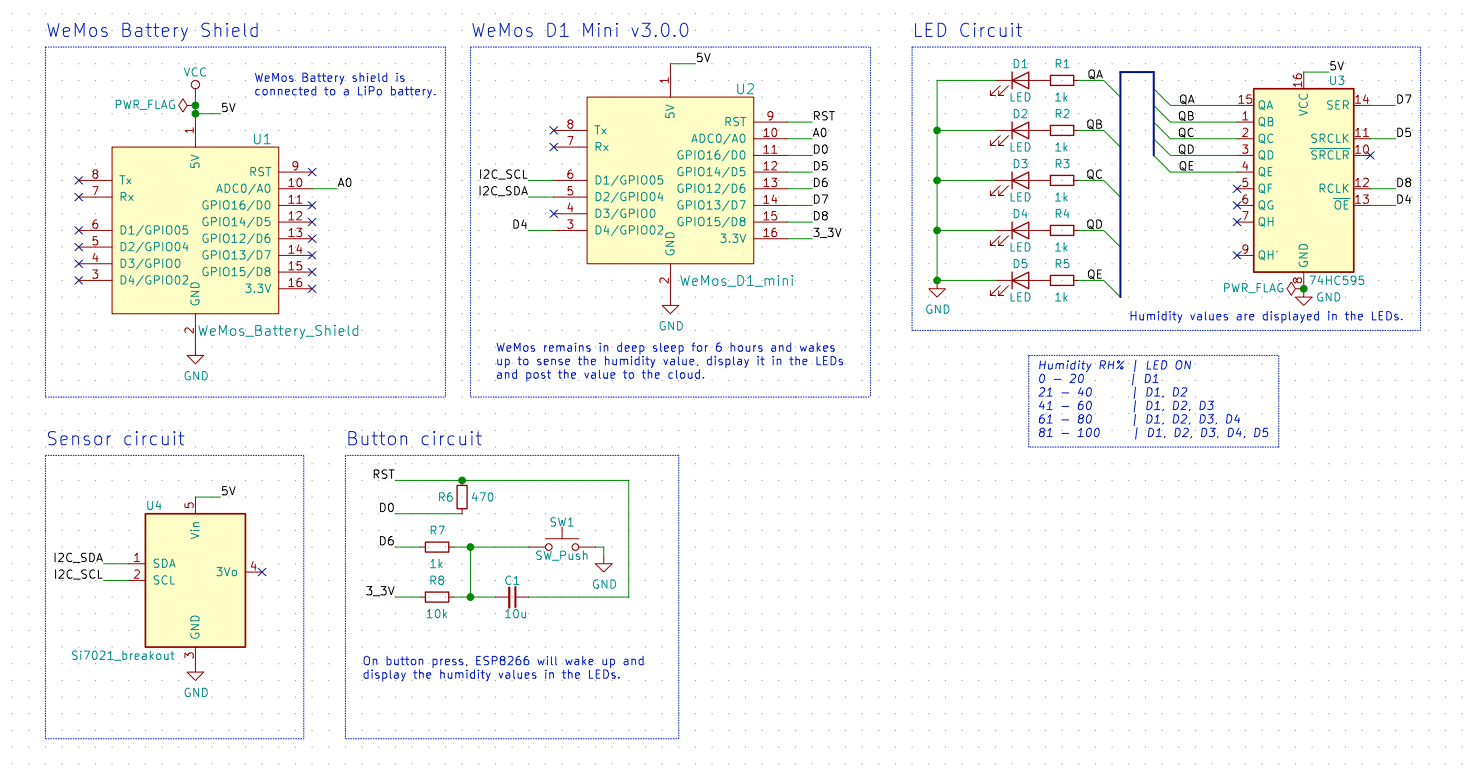 WeMos Battery Shield
VCC
PWR_FLAG
5V
WeMos Battery shield is
connected to a LiPo battery.
U1
1
5V
8 Tx
7 Rx
6 D1/GPIO05
5 D2/GPIO04
4 D3/GPIO0
3 D4/GPIO02
RST 9
ADC0/A0 10 A0
GPIO16/D0 11
GPIO14/D5 12
GPIO12/D6 13
GPIO13/D7 14
GPIO15/D8 15
3.3V 16
GND
2
WeMos_Battery_Shield
GND
WeMos D1 Mini v3.0.0
5V
1
U2
5V
8 Tx
7 Rx
I2C_SCL 6 D1/GPIO05
I2C_SDA 5 D2/GPIO04
4 D3/GPIO0
D4 3 D4/GPIO02
RST 9 RST
ADC0/A0 10 A0
GPIO16/D0 11 D0
GPIO14/D5 12 D5
GPIO12/D6 13 D6
GPIO13/D7 14 D7
GPIO15/D8 15 D8
3.3V 16 3_3V
GND
2
WeMos_D1_mini
GND
WeMos remains in deep sleep for 6 hours and wakes
up to sense the humidity value, display it in the LEDs
and post the value to the cloud.
LED Circuit
D1 R1 QA
LED 1k
D2 R2 QB
LED 1k
D3 R3 QC
LED 1k
D4 R4 QD
LED 1k
D5 R5 QE
LED 1k
GND
5V
16
U3
VCC
QA 15 QA
QB 1 QB
QC 2 QC
QD 3 QD
QE 4 QE
5 QF
6 QG
7 QH
9 QH'
SER 14 D7
SRCLK 11 D5
SRCLR 10
RCLK 12 D8
OE 13 D4
GND
8
74HC595
PWR_FLAG
GND
Humidity values are displayed in the LEDs.
Humidity RH% | LED ON
0 – 20 | D1
21 – 40 | D1, D2
41 – 60 | D1, D2, D3
61 – 80 | D1, D2, D3, D4
81 – 100 | D1, D2, D3, D4, D5
Sensor circuit
5V
U4
5
Vin
I2C_SDA 1 SDA
I2C_SCL 2 SCL
3Vo 4
GND
Si7021_breakout
3
GND
Button circuit
RST
R6 470
D0
R7
D6
1k
SW1
SW_Push
GND
R8
3_3V
10k
C1
10u
On button press, ESP8266 will wake up and
display the humidity values in the LEDs.